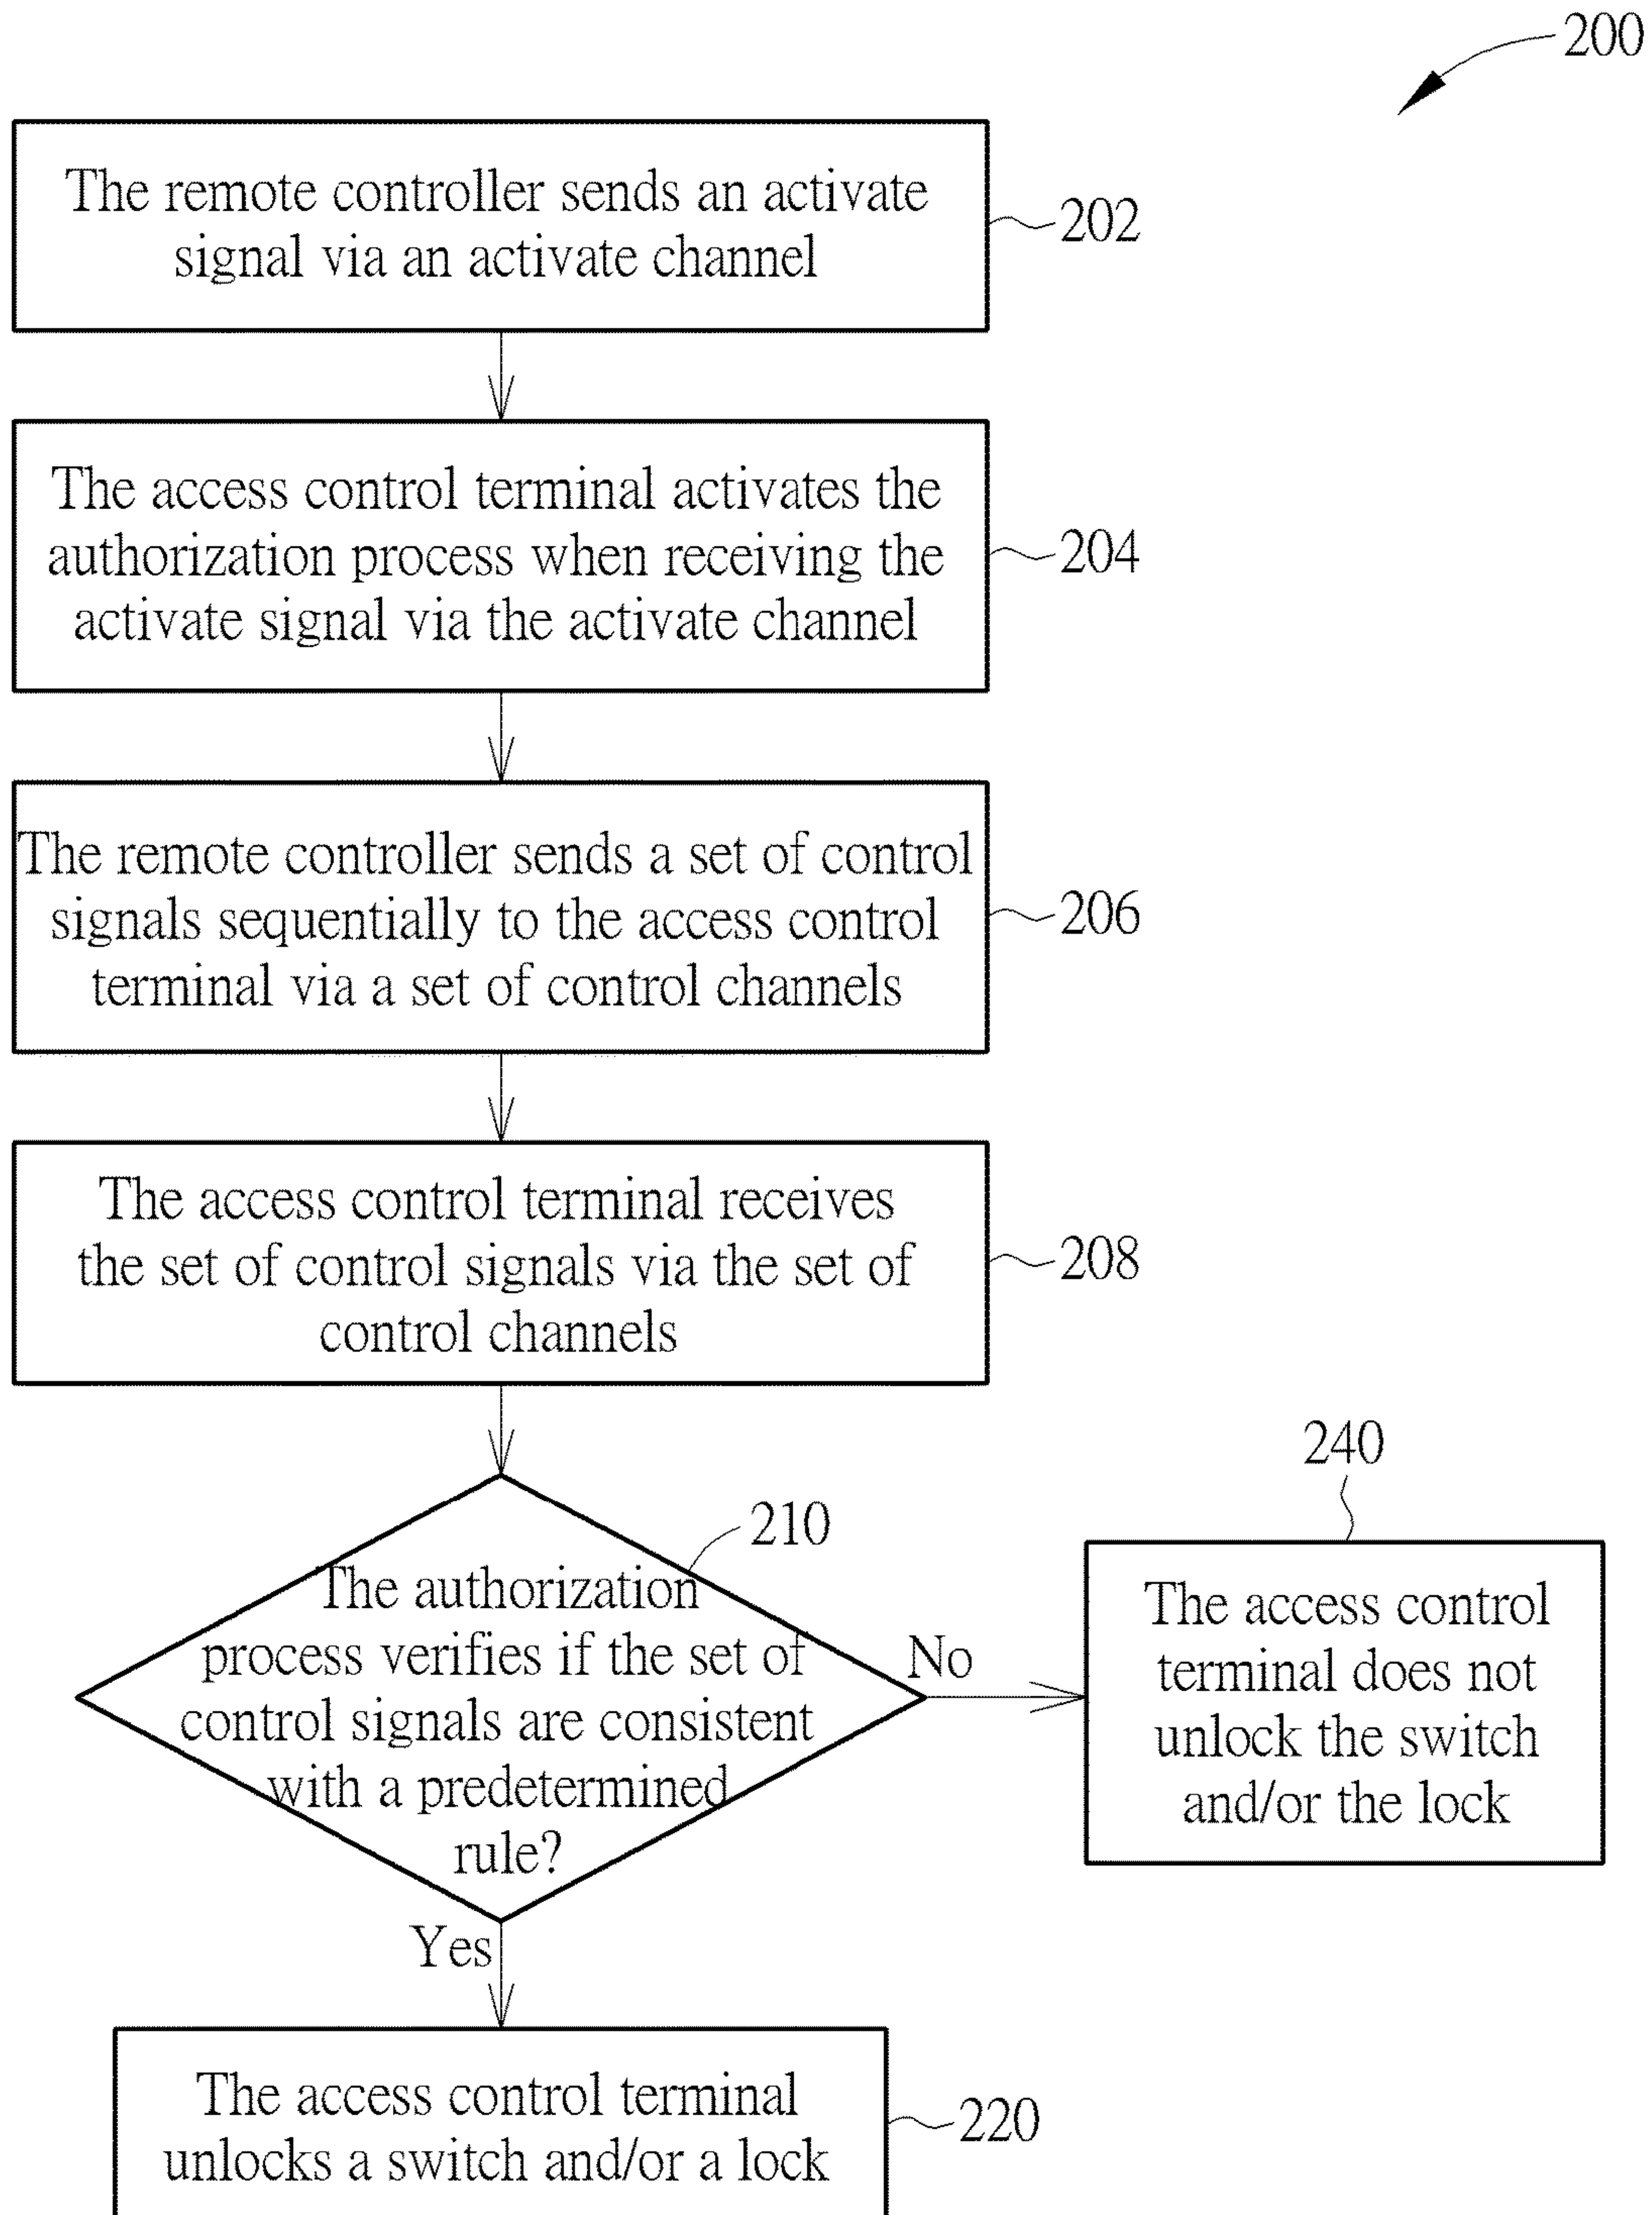 200
The remote controller sends an activate
signal via an activate channel
202
The access control terminal activates the
authorization process when receiving the
activate signal via the activate channel
204
The remote controller sends a set of control
signals sequentially to the access control
terminal via a set of control channels
206
The access control terminal receives
the set of control signals via the set of
control channels
208
210
The authorization
process verifies if the set of
control signals are consistent
with a predetermined
rule?
No
240
The access control
terminal does not
unlock the switch
and/or the lock
Yes
The access control terminal
unlocks a switch and/or a lock
220